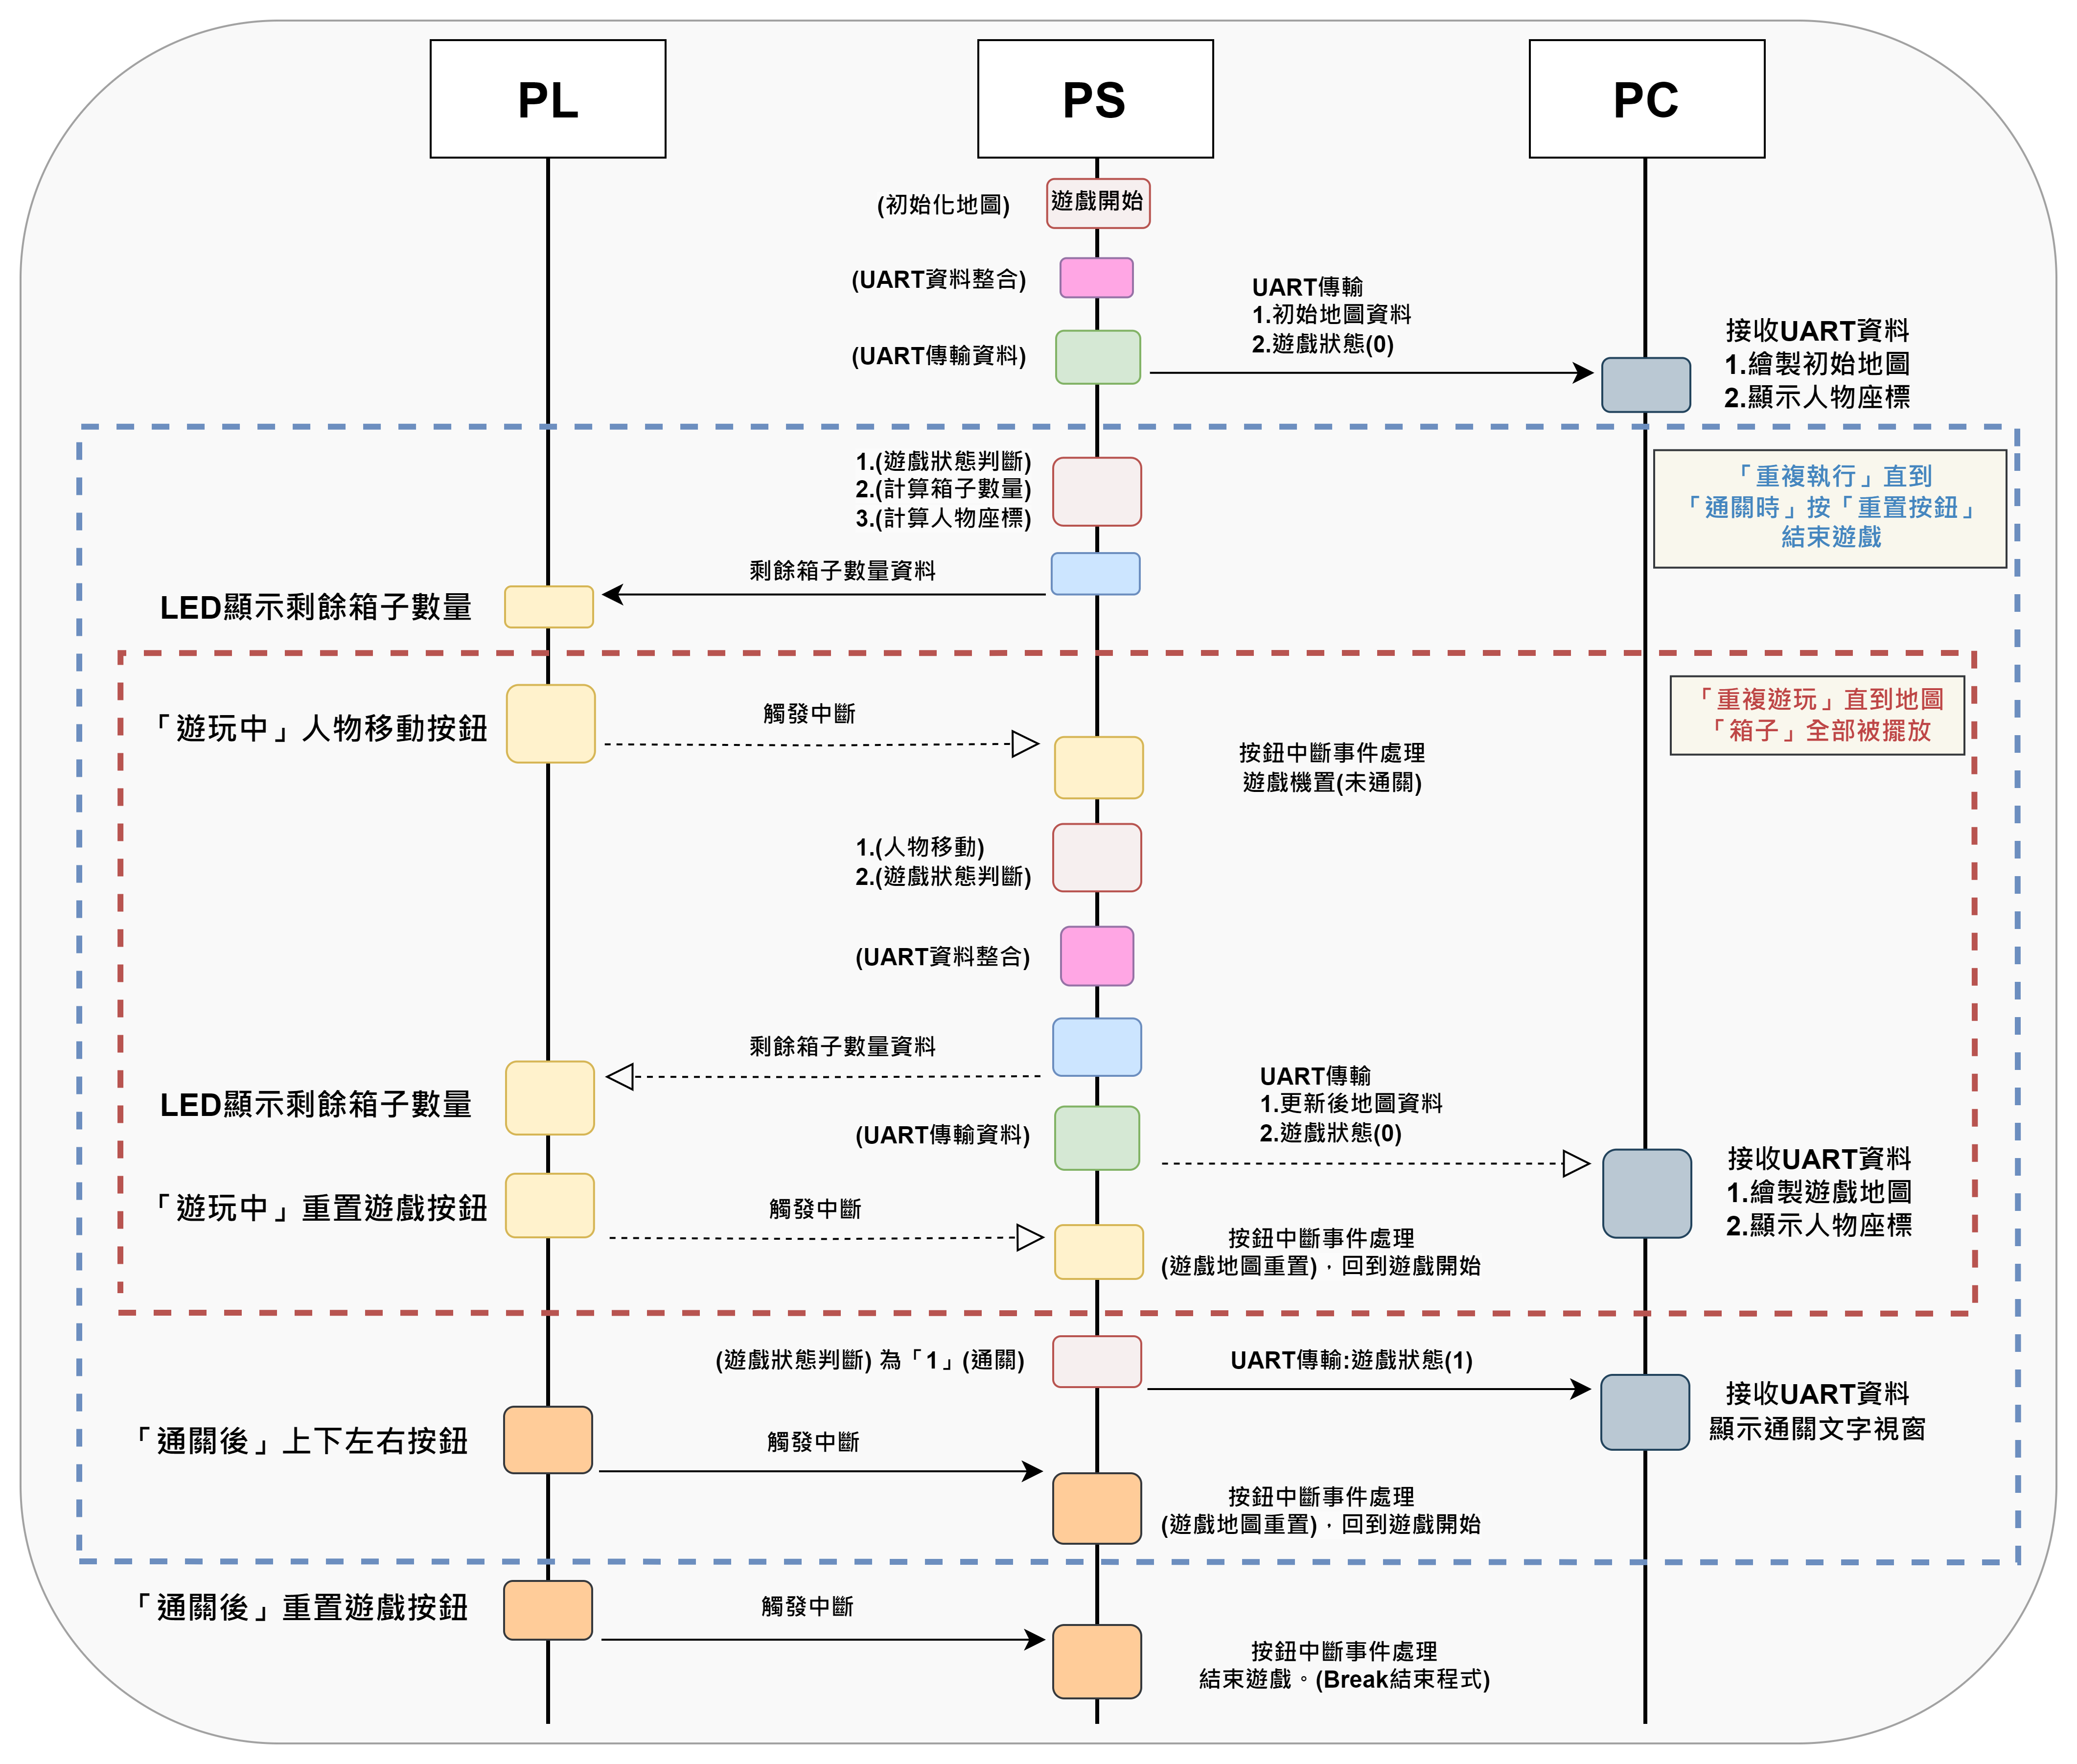 PL
PS
PC
(初始化地圖)
遊戲開始
(UART資料整合)
UART傳輸
1.初始地圖資料
2.遊戲狀態(0)
(UART傳輸資料)
接收UART資料
1.繪製初始地圖
2.顯示人物座標
1.(遊戲狀態判斷)
2.(計算箱子數量)
3.(計算人物座標)
「重複執行」直到
「通關時」按「重置按鈕」
結束遊戲
剩餘箱子數量資料
LED顯示剩餘箱子數量
「重複遊玩」直到地圖
「箱子」全部被擺放
「遊玩中」人物移動按鈕
觸發中斷
按鈕中斷事件處理
遊戲機置(未通關)
1.(人物移動)
2.(遊戲狀態判斷)
(UART資料整合)
剩餘箱子數量資料
LED顯示剩餘箱子數量
UART傳輸
1.更新後地圖資料
2.遊戲狀態(0)
(UART傳輸資料)
接收UART資料
1.繪製遊戲地圖
2.顯示人物座標
「遊玩中」重置遊戲按鈕
觸發中斷
按鈕中斷事件處理
(遊戲地圖重置)，回到遊戲開始
(遊戲狀態判斷) 為「1」(通關)
UART傳輸:遊戲狀態(1)
接收UART資料
顯示通關文字視窗
「通關後」上下左右按鈕
觸發中斷
按鈕中斷事件處理
(遊戲地圖重置)，回到遊戲開始
「通關後」重置遊戲按鈕
觸發中斷
按鈕中斷事件處理
結束遊戲。(Break結束程式)